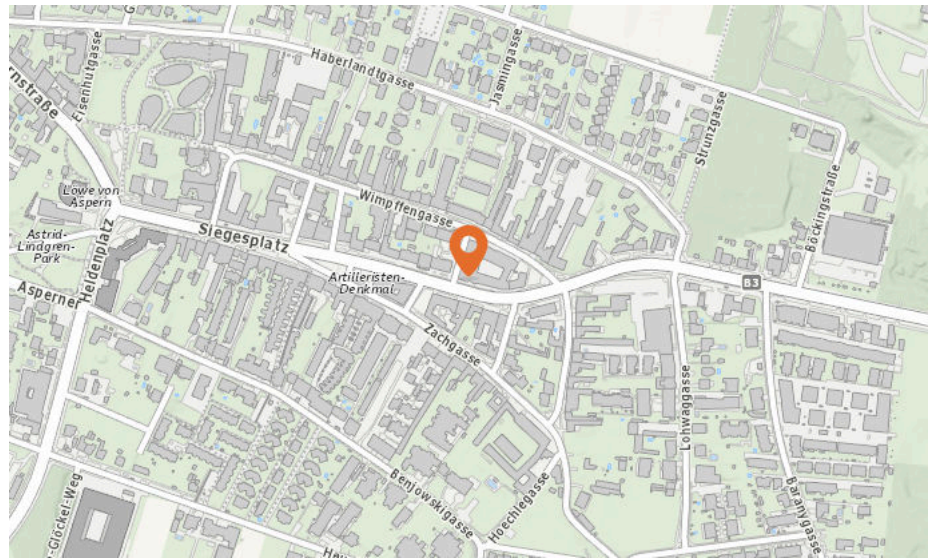 Eisenhutgasse
Haberlandtgasse
Jasmingasse
Strunzgasse
Böckingstraße
Löwe von
Aspern
Wimpffengasse
Siegesplatz
Astrid-
Lindgren-
Park
Heldenplatz
Artilleristen-
Denkmal
B3
Asperner
Zachgasse
Lohwaggasse
Benjowskigasse
Hoechlegasse
Baranygasse
-Glöckel-Weg